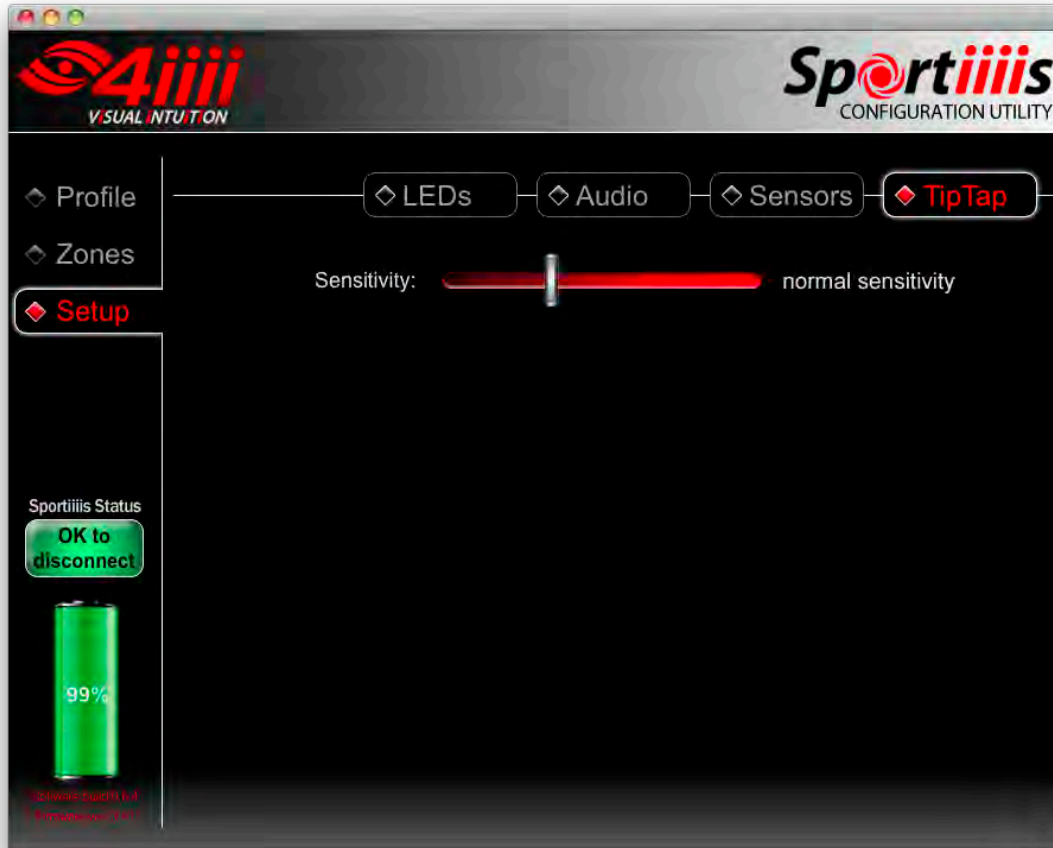 4iiii
VISUAL INTUITION
Sportiiiis
CONFIGURATION UTILITY
Profile
Zones
Setup
LEDs
Audio
Sensors
TipTap
Sensitivity:
normal sensitivity
Sportiiiis Status
OK to
disconnect
99%